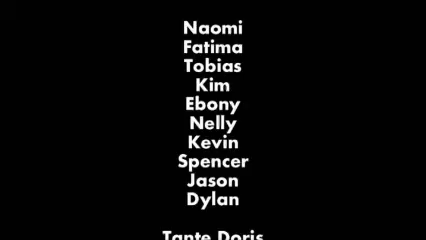 Naomi
Fatima
Tobias
Kim
Ebony
Nelly
Kevin
Spencer
Jason
Dylan
Tante Doris